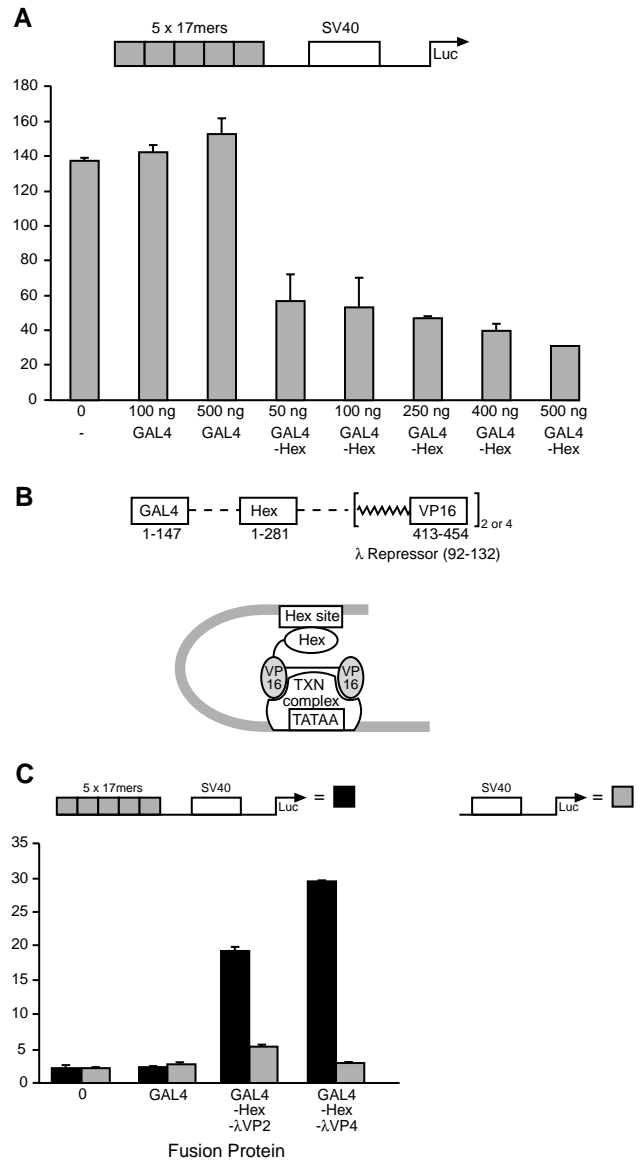 A
5 x 17mers SV40
Luc
180
160
140
120
100
80
60
40
20
0
0 100 ng 500 ng 50 ng 100 ng 250 ng 400 ng 500 ng
- GAL4 GAL4 GAL4 GAL4 GAL4 GAL4 GAL4
-Hex -Hex -Hex -Hex -Hex
B
GAL4 Hex VP16
1-147 1-281 413-454 2 or 4
λ Repressor (92-132)
Hex site
Hex
VP VP
16 TXN 16
complex
TATAA
C
5 x 17mers SV40 SV40
Luc = Luc =
35
30
25
20
15
10
5
0
0 GAL4 GAL4 GAL4
-Hex -Hex
-λVP2 -λVP4
Fusion Protein